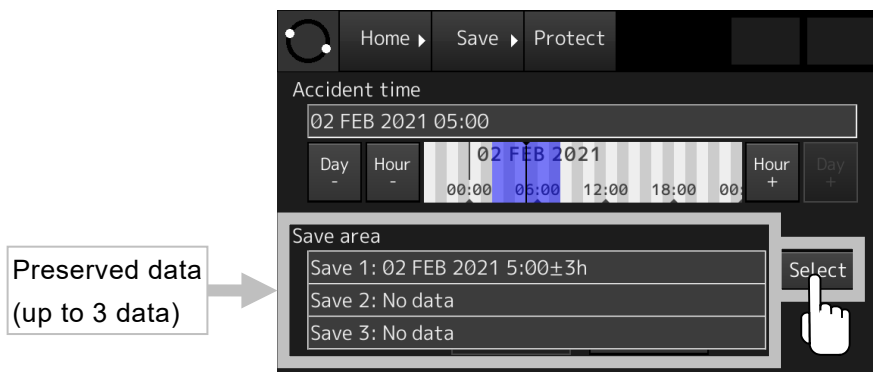 Home
Save
Protect
Accident time
02 FEB 2021 05:00
Day
-
Hour
-
02 FEB 2021
00:00 06:00 12:00 18:00 00:
Hour
+
Day
+
Preserved data
(up to 3 data)
Save area
Save 1: 02 FEB 2021 5:00±3h
Save 2: No data
Save 3: No data
Select